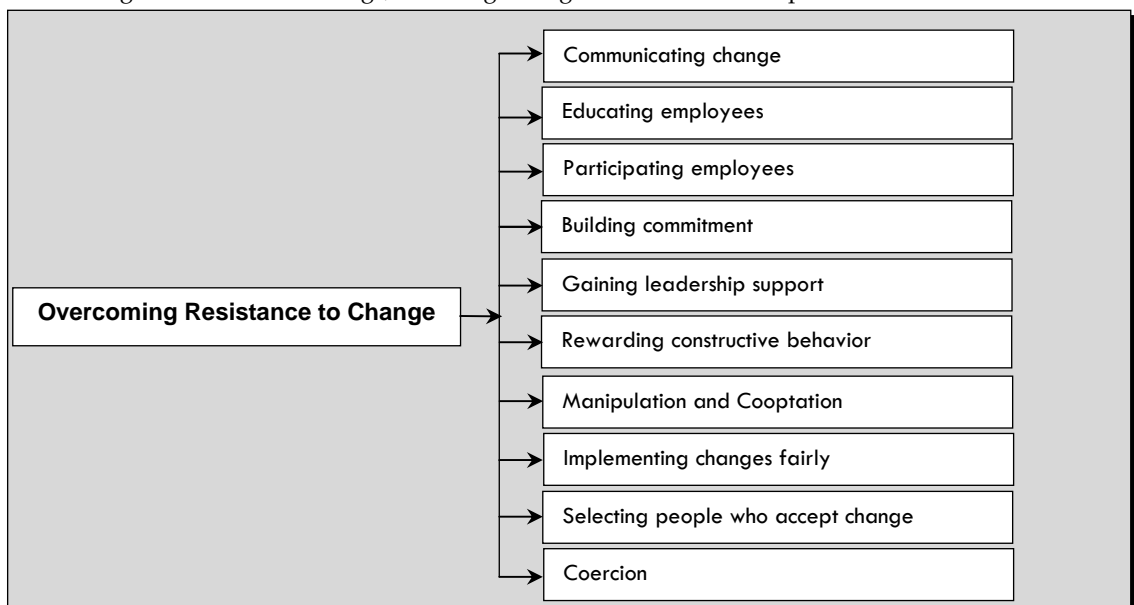 Communicating change
Educating employees
Participating employees
Building commitment
Gaining leadership support
Overcoming Resistance to Change
Rewarding constructive behavior
Manipulation and Cooptation
Implementing changes fairly
Selecting people who accept change
Coercion